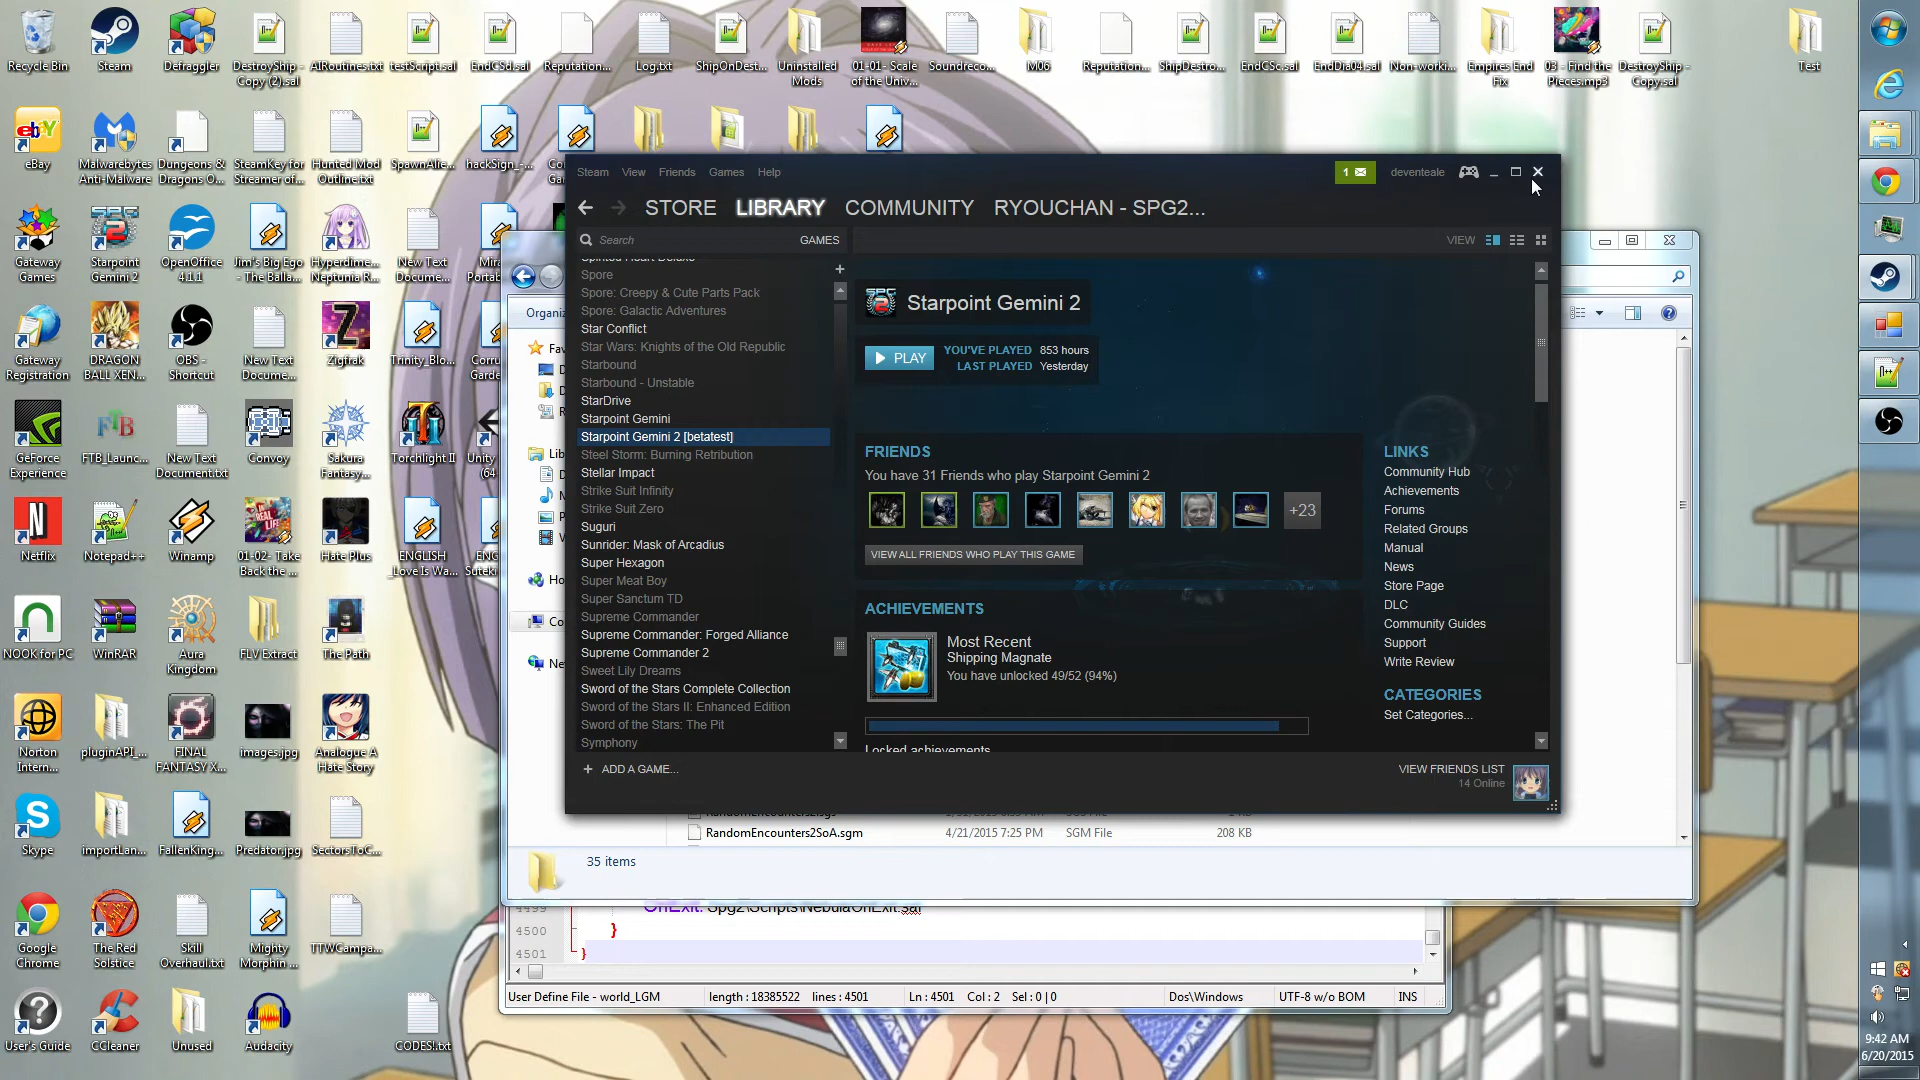 Recycle Bin
Steam
Defraggler
DestroyShip -
Copy (2).sal
AIRoutines.txt
testScript.sal
EndCSd.sal
Reputation...
Log.txt
ShipOnDest...
Uninstalled
Mods
01-01- Scale
of the Univ...
Soundreco...
M06
Reputation...
ShipDestro...
EndGSc.sal
EndDia04.sal
Non-worki...
Empires End
Fix
03 - Find the
Pieces.mp3
DestroyShip -
Copy.sal
Test
eBay
Malwarebytes
Anti-Malware
Dungeons &
Dragons O...
SteamKey for
Streamer of...
Hunted Mod
Outline.txt
SpawnAlie...
hackSign_-...
Gateway
Games
Starpoint
Gemini 2
OpenOffice
4.1.1
Jim's Big Ego
- The Balla...
Hyperdime...
Neptunia R...
New Text
Docume...
Gateway
Registration
DRAGON
BALL XEN...
OBS -
Shortcut
New Text
Docume...
Zigfrak
Trinity_Blo...
GeForce
Experience
FTB_Launc...
New Text
Document.txt
Convoy
Sakura
Fantasy...
Torchlight II
Unity
(64
Netflix
Notepad++
Winamp
01-02- Take
Back the ...
Hate Plus
ENGLISH
_Love Is Wa...
NOOK for PC
WinRAR
Aura
Kingdom
FLV Extract
The Path
Norton
Intern...
pluginAPI_...
FINAL
FANTASY X...
images.jpg
Analogue A
Hate Story
Skype
importLan...
FallenKing...
Predator.jpg
SectorsToC...
Google
Chrome
The Red
Solstice
Skill
Overhaul.txt
Mighty
Morphin ...
TTWCampa...
User's Guide
CCleaner
Unused
Audacity
CODES!.txt
Steam View Friends Games Help
1
deventeale
STORE LIBRARY COMMUNITY RYOUCHAN - SPG2...
Search
GAMES
VIEW
Spirited Heart Deluxe
Spore
Spore: Creepy & Cute Parts Pack
Spore: Galactic Adventures
Star Conflict
Star Wars: Knights of the Old Republic
Starbound
Starbound - Unstable
StarDrive
Starpoint Gemini
Starpoint Gemini 2 [betatest]
Steel Storm: Burning Retribution
Stellar Impact
Strike Suit Infinity
Strike Suit Zero
Suguri
Sunrider: Mask of Arcadius
Super Hexagon
Super Meat Boy
Super Sanctum TD
Supreme Commander
Supreme Commander: Forged Alliance
Supreme Commander 2
Sweet Lily Dreams
Sword of the Stars Complete Collection
Sword of the Stars II: Enhanced Edition
Sword of the Stars: The Pit
Symphony
ADD A GAME...
Starpoint Gemini 2
PLAY
YOU'VE PLAYED 853 hours
LAST PLAYED Yesterday
FRIENDS
You have 31 Friends who play Starpoint Gemini 2
+23
VIEW ALL FRIENDS WHO PLAY THIS GAME
ACHIEVEMENTS
Most Recent
Shipping Magnate
You have unlocked 49/52 (94%)
Locked achievements
LINKS
Community Hub
Achievements
Forums
Related Groups
Manual
News
Store Page
DLC
Community Guides
Support
Write Review
CATEGORIES
Set Categories...
VIEW FRIENDS LIST
14 Online
Organi
Fav
Lib
Co
RandomEncounters2SoA.sgm 4/21/2015 7:25 PM SGM File 208 KB
35 items
4499 OnExit: Spg2\Scripts\NebulaOnExit.sal
4500 }
4501 }
User Define File - world_LGM length : 18385522 lines : 4501 Ln : 4501 Col : 2 Sel : 0 | 0 Dos\Windows UTF-8 w/o BOM INS
9:42 AM
6/20/2015